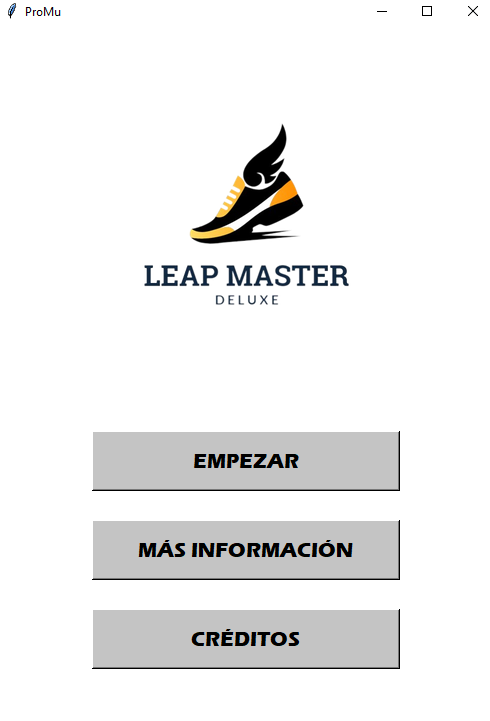 ProMu
LEAP MASTER
DELUXE
EMPEZAR
MÁS INFORMACIÓN
CRÉDITOS